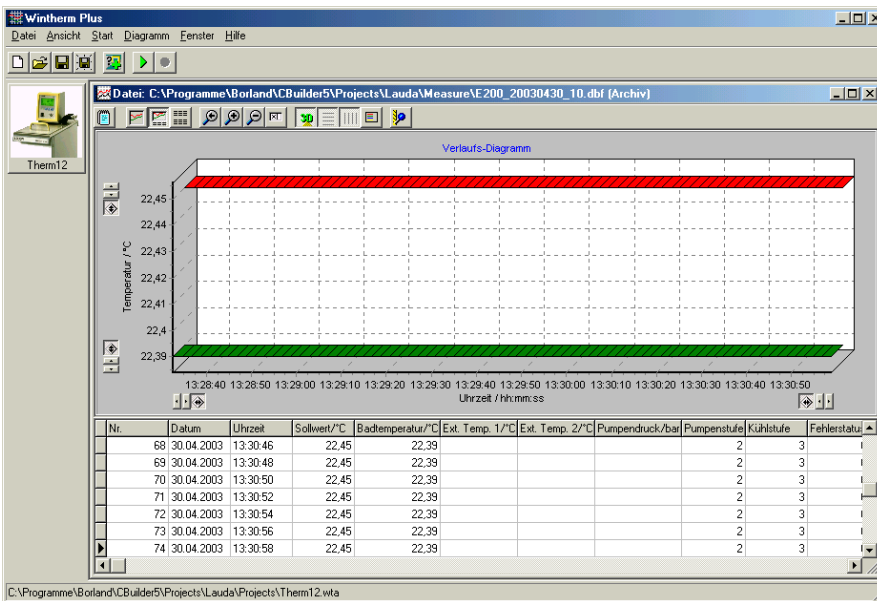 Wintherm Plus
Datei Ansicht Start Diagramm Fenster Hilfe
Therm12
Datei: C:\Programme\Borland\CBuilder5\Projects\Lauda\Measure\E200_20030430_10.dbf (Archiv)
3D
Verlaufs-Diagramm
Temperatur / °C
22,45
22,44
22,43
22,42
22,41
22,4
22,39
13:28:40 13:28:50 13:29:00 13:29:10 13:29:20 13:29:30 13:29:40 13:29:50 13:30:00 13:30:10 13:30:20 13:30:30 13:30:40 13:30:50
Uhrzeit / hh:mm:ss
Nr. Datum Uhrzeit Sollwert/°C Badtemperatur/°C Ext. Temp. 1/°C Ext. Temp. 2/°C Pumpendruck/bar Pumpenstufe Kühlstufe Fehlerstatu
68 30.04.2003 13:30:46 22,45 22,39 2 3
69 30.04.2003 13:30:48 22,45 22,39 2 3
70 30.04.2003 13:30:50 22,45 22,39 2 3
71 30.04.2003 13:30:52 22,45 22,39 2 3
72 30.04.2003 13:30:54 22,45 22,39 2 3
73 30.04.2003 13:30:56 22,45 22,39 2 3
74 30.04.2003 13:30:58 22,45 22,39 2 3
C:\Programme\Borland\CBuilder5\Projects\Lauda\Projects\Therm12.wta